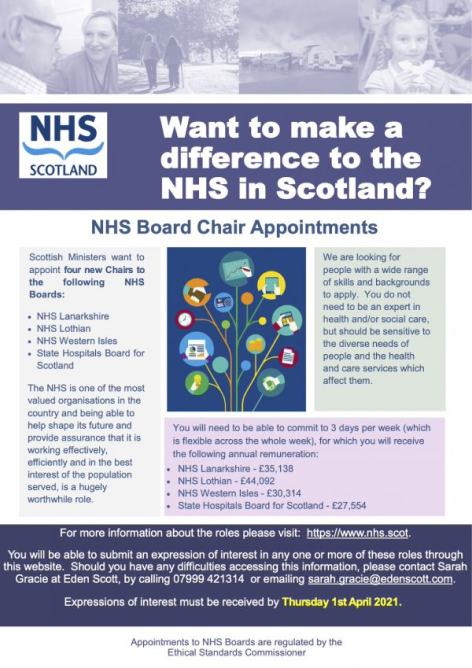 NHS
SCOTLAND
Want to make a
difference to the
NHS in Scotland?
NHS Board Chair Appointments
Scottish Ministers want to
appoint four new Chairs to
the following NHS
Boards:
• NHS Lanarkshire
• NHS Lothian
• NHS Western Isles
• State Hospitals Board for
Scotland
The NHS is one of the most
valued organisations in the
country and being able to
help shape its future and
provide assurance that it is
working effectively,
efficiently and in the best
interest of the population
served, is a hugely
worthwhile role.
We are looking for
people with a wide range
of skills and backgrounds
to apply. You do not
need to be an expert in
health and/or social care,
but should be sensitive to
the diverse needs of
people and the health
and care services which
affect them.
You will need to be able to commit to 3 days per week (which
is flexible across the whole week), for which you will receive
the following annual remuneration:
• NHS Lanarkshire - £35,138
• NHS Lothian - £44,092
• NHS Western Isles - £30,314
• State Hospitals Board for Scotland - £27,554
For more information about the roles please visit: https://www.nhs.scot.
You will be able to submit an expression of interest in any one or more of these roles through
this website. Should you have any difficulties accessing this information, please contact Sarah
Gracie at Eden Scott, by calling 07999 421314 or emailing sarah.gracie@edenscott.com.
Expressions of interest must be received by Thursday 1st April 2021.
Appointments to NHS Boards are regulated by the
Ethical Standards Commissioner